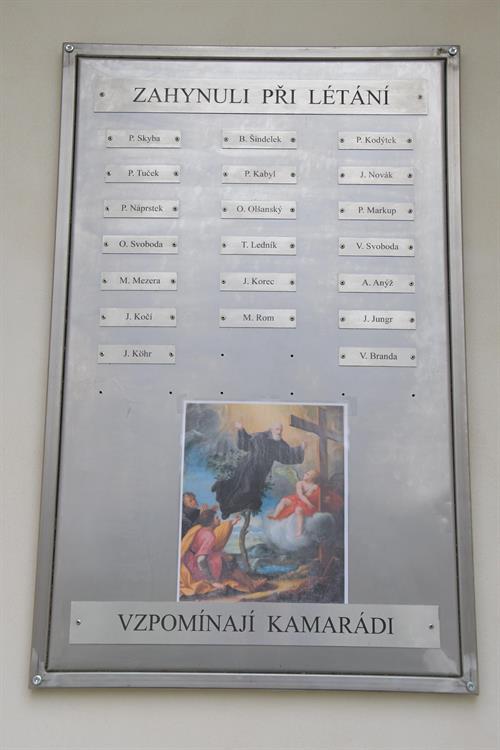 ZAHYNULI PŘI LÉTÁNÍ
P. Skyba B. Šindelek P. Kodýtek
P. Tuček P. Kabyl J. Novák
P. Náprstek O. Olšanský P. Markup
O. Svoboda T. Ledník V. Svoboda
M. Mezera J. Korec A. Anýž
J. Kočí M. Rom J. Jungr
J. Köhr V. Branda
VZPOMÍNAJÍ KAMARÁDI